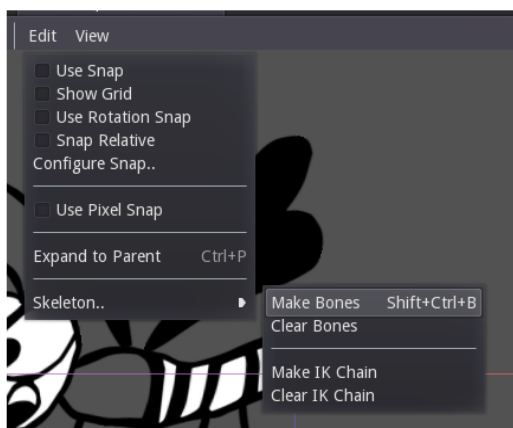 Edit View
Use Snap
Show Grid
Use Rotation Snap
Snap Relative
Configure Snap..
Use Pixel Snap
Expand to Parent Ctrl+P
Skeleton..
Make Bones Shift+Ctrl+B
Clear Bones
Make IK Chain
Clear IK Chain